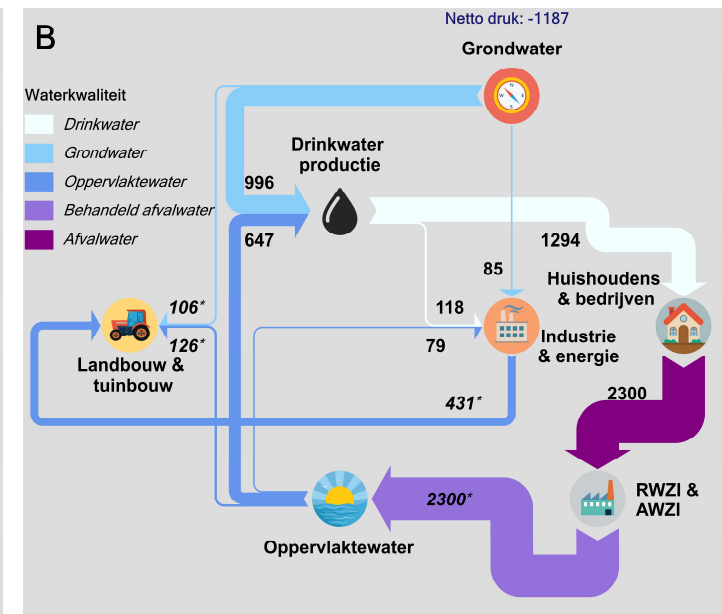 B
Netto druk: -1187
Grondwater
Waterkwaliteit
Drinkwater
Grondwater
Oppervlaktewater
Behandeld afvalwater
Afvalwater
Drinkwater
productie
996
647
1294
85
Huishoudens
& bedrijven
106*
118
126*
79
Industrie
& energie
Landbouw &
tuinbouw
431*
2300
2300*
RWZI &
AWZI
Oppervlaktewater
N
W
E
S